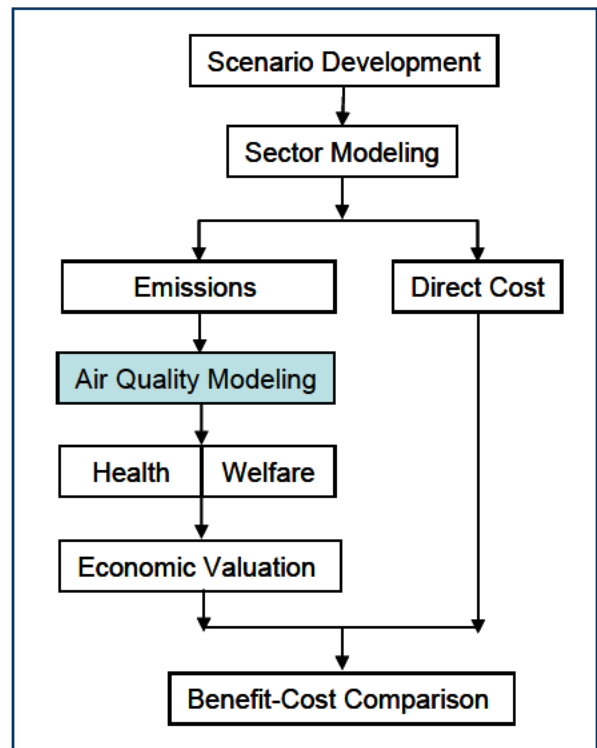 Scenario Development
Sector Modeling
Emissions
Direct Cost
Air Quality Modeling
Health
Welfare
Economic Valuation
Benefit-Cost Comparison